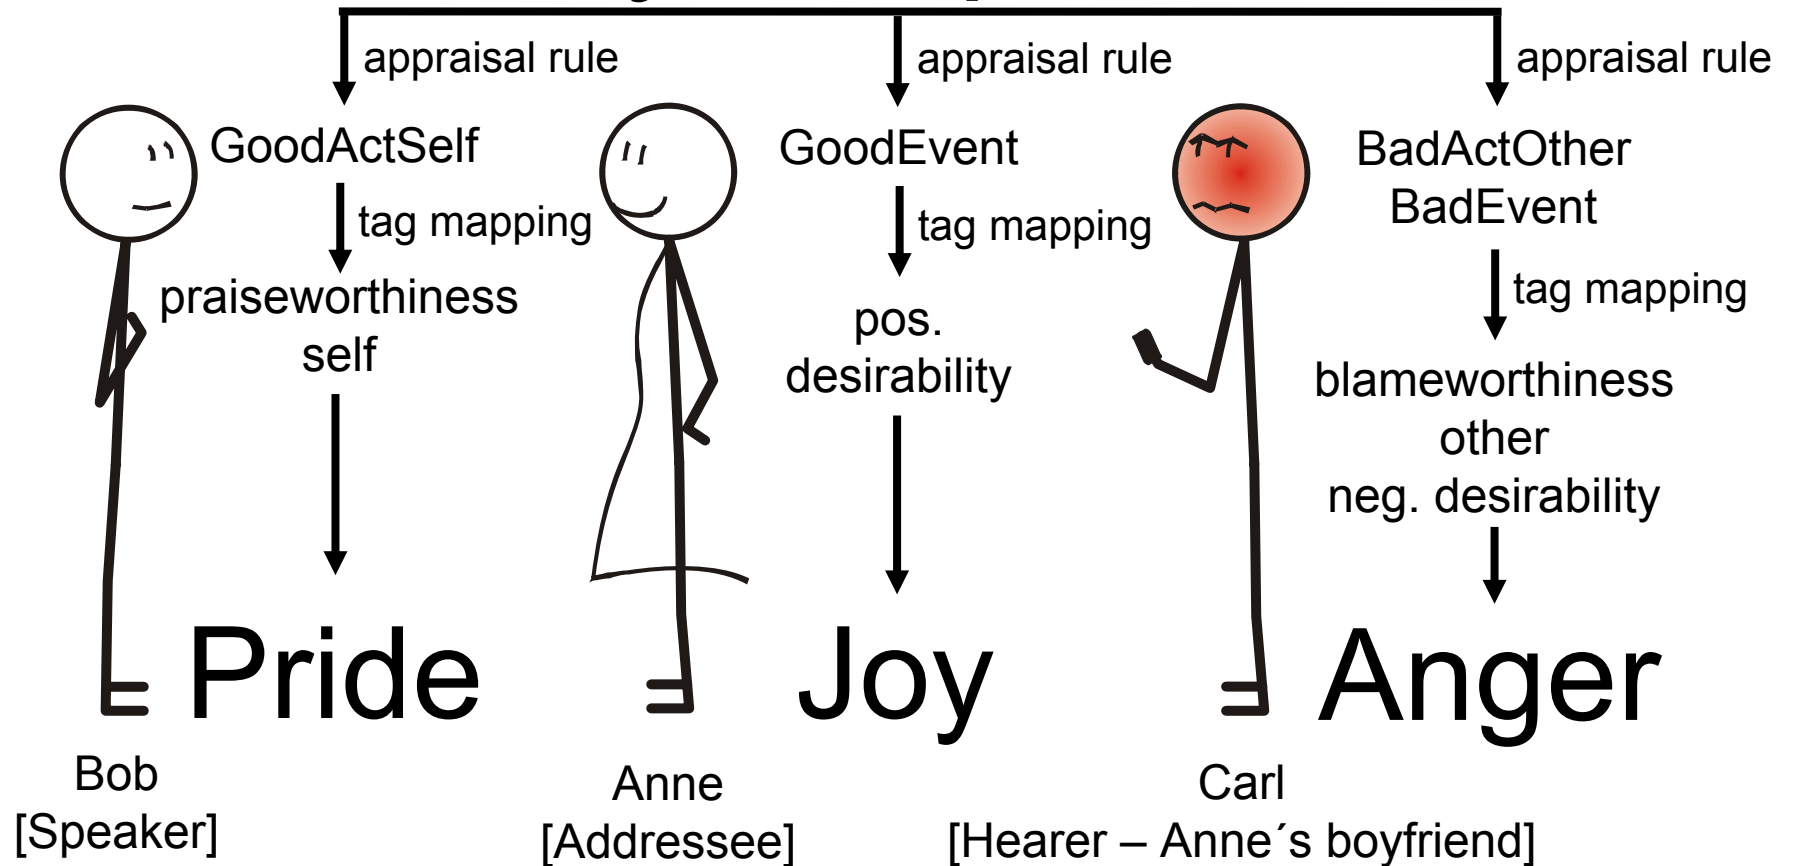 appraisal rule
appraisal rule
appraisal rule
GoodActSelf
GoodEvent
BadActOther
BadEvent
tag mapping
tag mapping
tag mapping
praiseworthiness
self
pos.
desirability
blameworthiness
other
neg. desirability
Pride
Joy
Anger
Bob
[Speaker]
Anne
[Addressee]
Carl
[Hearer – Anne´s boyfriend]